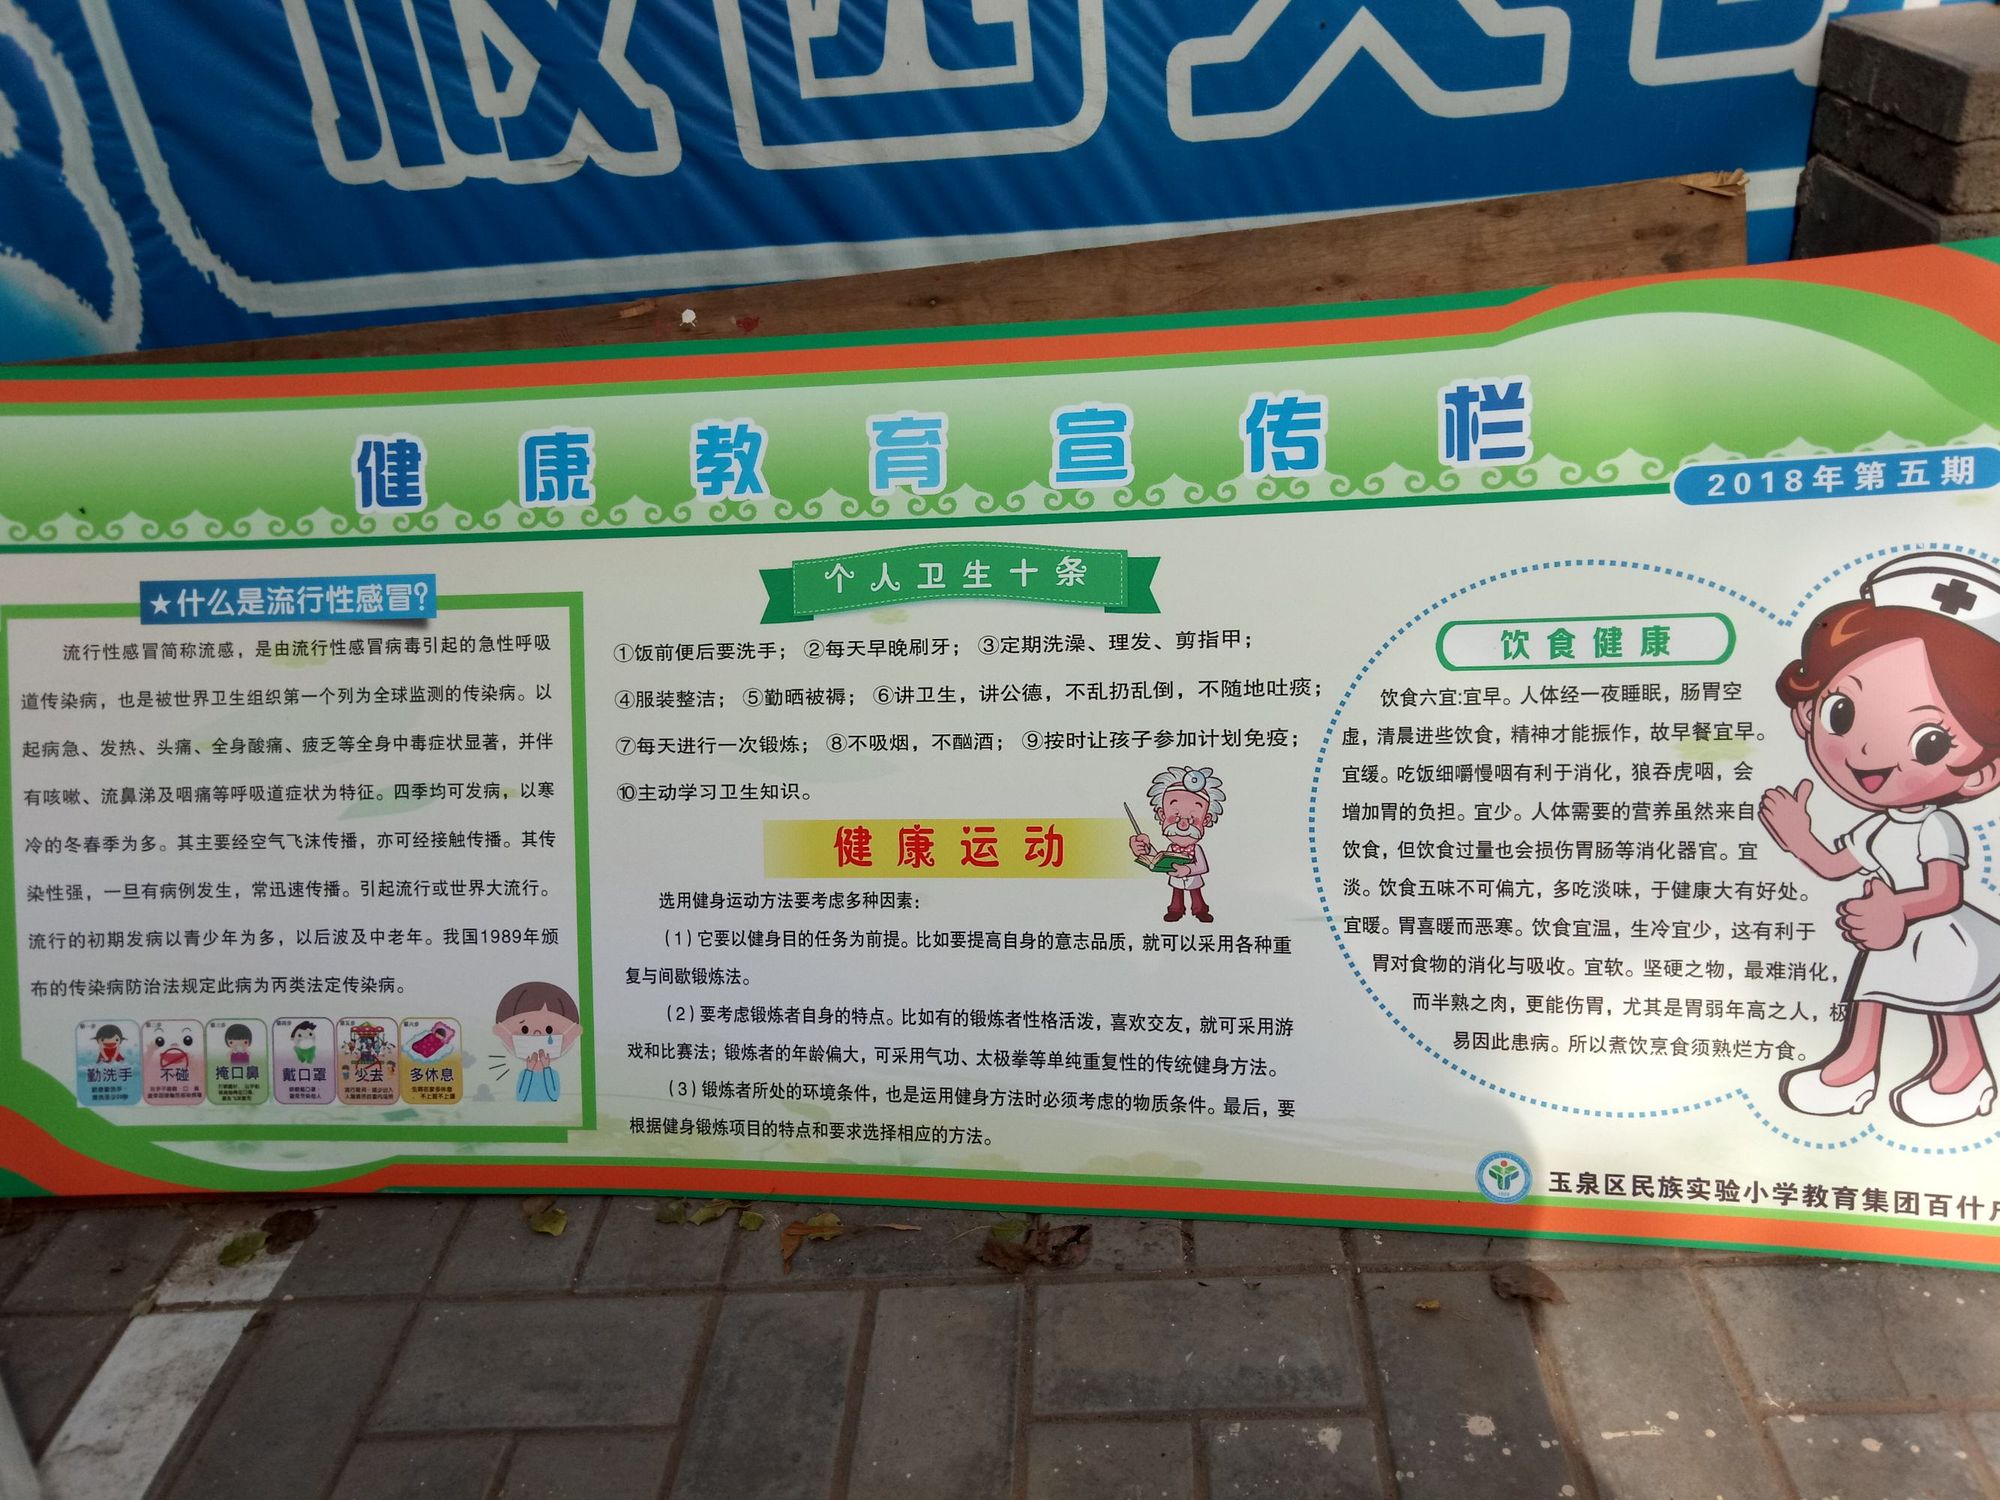 健康教育宣传栏
2018年第五期
★什么是流行性感冒?
流行性感冒简称流感，是由流行性感冒病毒引起的急性呼吸
道传染病，也是被世界卫生组织第一个列为全球监测的传染病。以
起病急、发热、头痛、全身酸痛、疲乏等全身中毒症状显著，并伴
有咳嗽、流鼻涕及咽痛等呼吸道症状为特征。四季均可发病，以寒
冷的冬春季为多。其主要经空气飞沫传播，亦可经接触传播。其传
染性强，一旦有病例发生，常迅速传播。引起流行或世界大流行。
流行的初期发病以青少年为多，以后波及中老年。我国1989年颁
布的传染病防治法规定此病为丙类法定传染病。
第一步
勤洗手
第二步
不碰
第三步
掩口鼻
第四步
戴口罩
第五步
少去
第六步
多休息
个人卫生十条
①饭前便后要洗手；②每天早晚刷牙；③定期洗澡、理发、剪指甲；
④服装整洁；⑤勤晒被褥；⑥讲卫生，讲公德，不乱扔乱倒，不随地吐痰；
⑦每天进行一次锻炼；⑧不吸烟，不酗酒；⑨按时让孩子参加计划免疫；
⑩主动学习卫生知识。
健康运动
选用健身运动方法要考虑多种因素：
（1）它要以健身目的任务为前提。比如要提高自身的意志品质，就可以采用各种重
复与间歇锻炼法。
（2）要考虑锻炼者自身的特点。比如有的锻炼者性格活泼，喜欢交友，就可采用游
戏和比赛法；锻炼者的年龄偏大，可采用气功、太极拳等单纯重复性的传统健身方法。
（3）锻炼者所处的环境条件，也是运用健身方法时必须考虑的物质条件。最后，要
根据健身锻炼项目的特点和要求选择相应的方法。
饮食健康
饮食六宜:宜早。人体经一夜睡眠，肠胃空
虚，清晨进些饮食，精神才能振作，故早餐宜早。
宜缓。吃饭细嚼慢咽有利于消化，狼吞虎咽，会
增加胃的负担。宜少。人体需要的营养虽然来自
饮食，但饮食过量也会损伤胃肠等消化器官。宜
淡。饮食五味不可偏亢，多吃淡味，于健康大有好处。
宜暖。胃喜暖而恶寒。饮食宜温，生冷宜少，这有利于
胃对食物的消化与吸收。宜软。坚硬之物，最难消化，
而半熟之肉，更能伤胃，尤其是胃弱年高之人，极
易因此患病。所以煮饮烹食须熟烂方食。
玉泉区民族实验小学教育集团百什